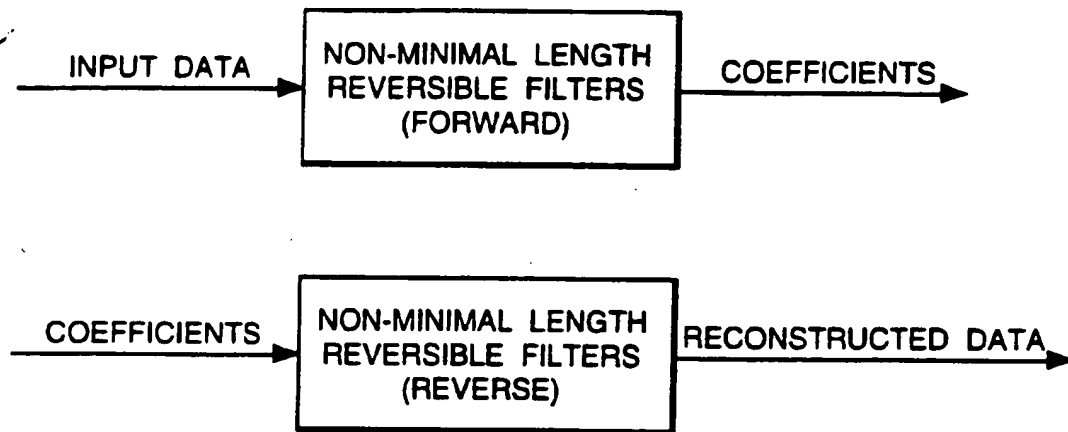 INPUT DATA
NON-MINIMAL LENGTH
REVERSIBLE FILTERS
(FORWARD)
COEFFICIENTS
COEFFICIENTS
NON-MINIMAL LENGTH
REVERSIBLE FILTERS
(REVERSE)
RECONSTRUCTED DATA